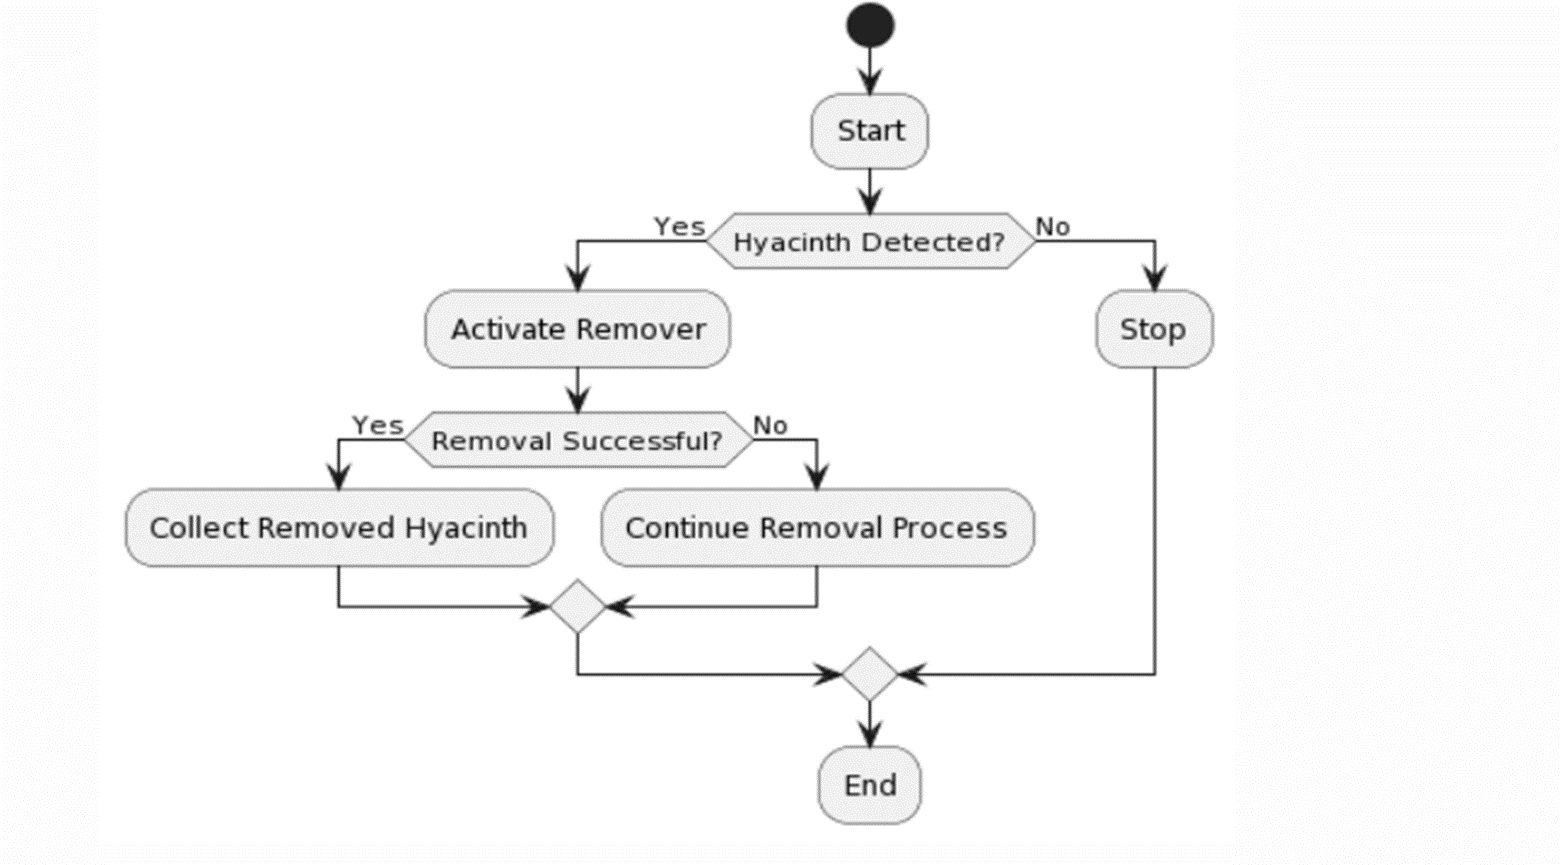 Start
Yes
Hyacinth Detected?
No
Activate Remover
Stop
Yes
Removal Successful?
No
Collect Removed Hyacinth
Continue Removal Process
End